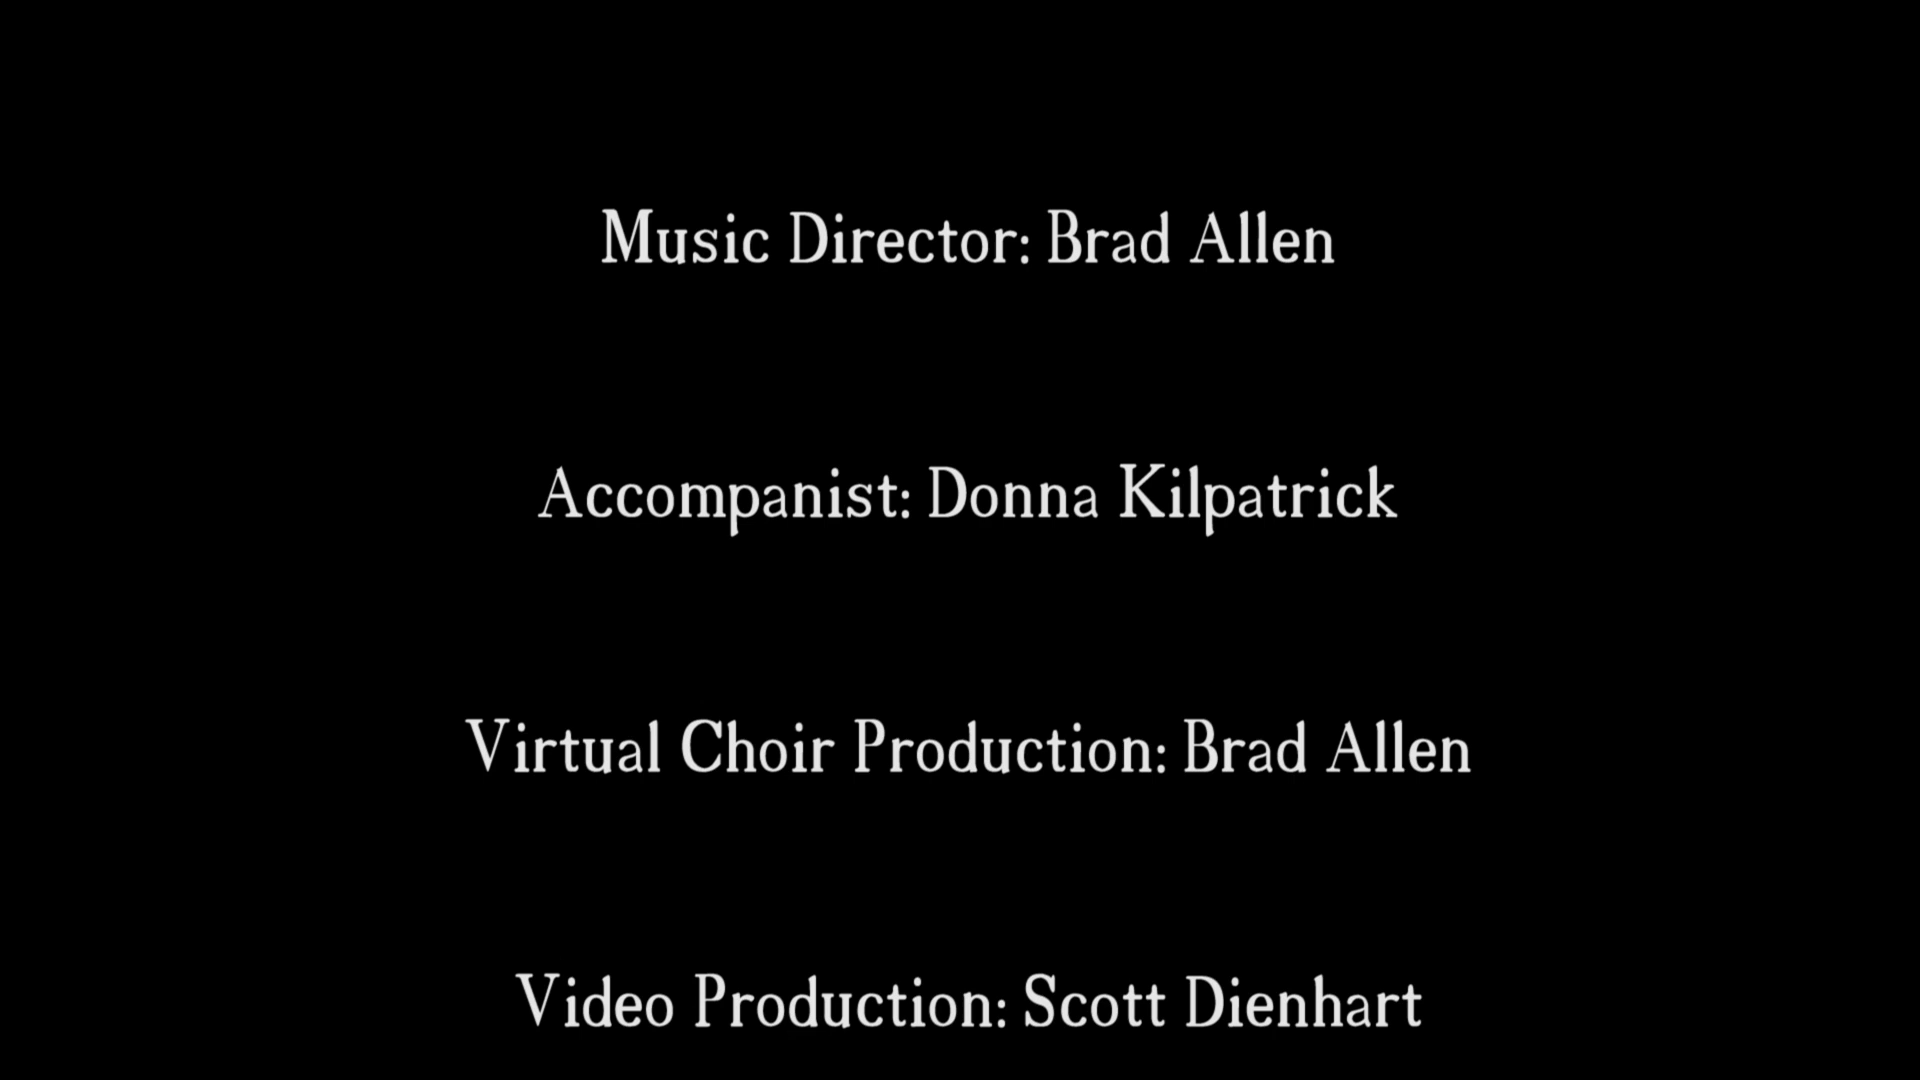 Music Director: Brad Allen
Accompanist: Donna Kilpatrick
Virtual Choir Production: Brad Allen
Video Production: Scott Dienhart